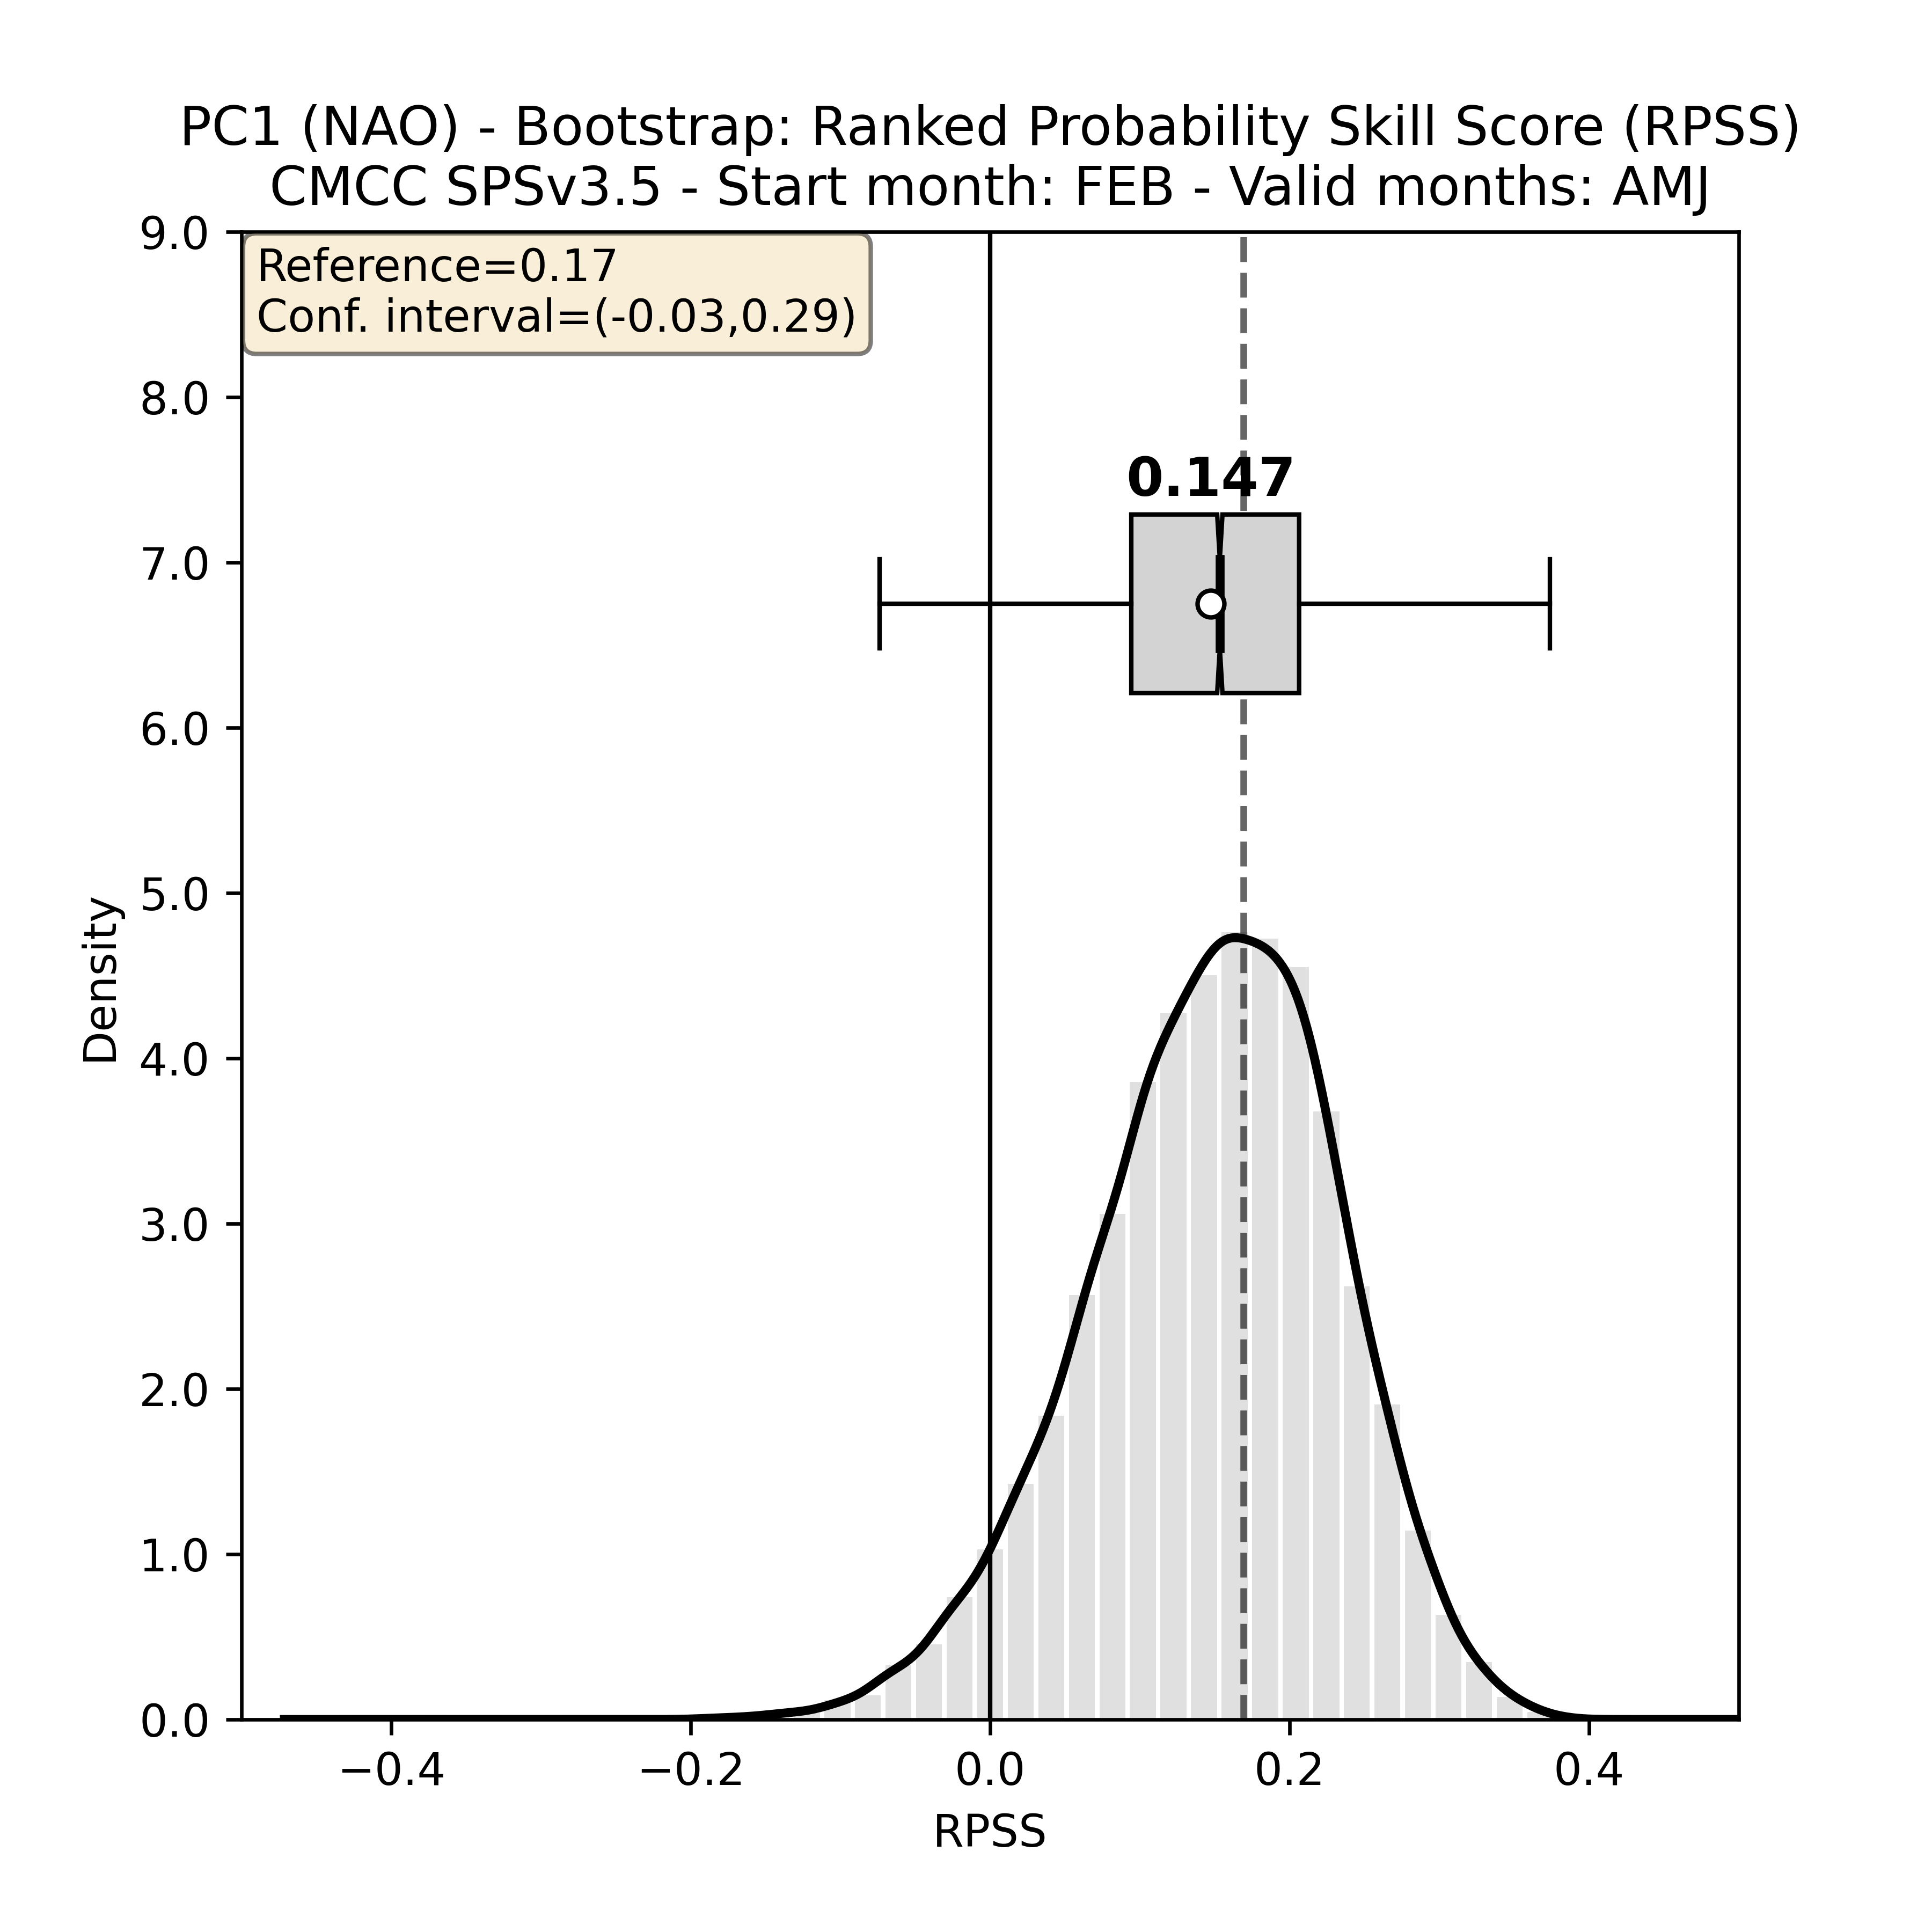 PC1 (NAO) - Bootstrap: Ranked Probability Skill Score (RPSS)
CMCC SPSv3.5 - Start month: FEB - Valid months: AMJ
Reference=0.17
Conf. interval=(-0.03,0.29)
0.147
9.0
8.0
7.0
6.0
5.0
4.0
3.0
2.0
1.0
0.0
Density
−0.4
−0.2
0.0
0.2
0.4
RPSS